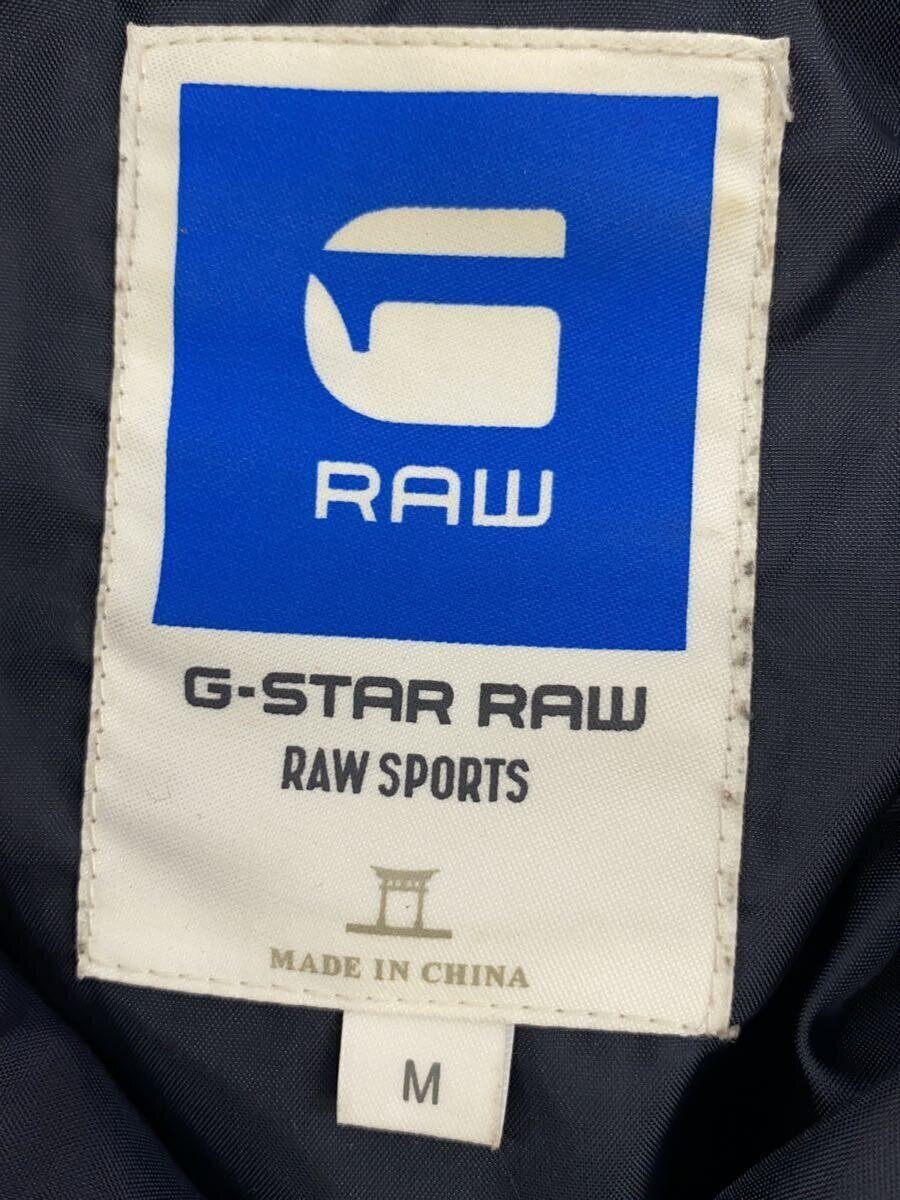 G
RAW
G-STAR RAW
RAW SPORTS
MADE IN CHINA
M